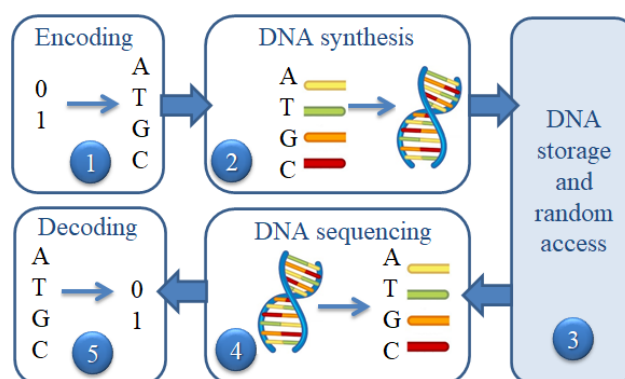 Encoding
0
1
A
T
G
C
1
DNA synthesis
A
T
G
C
2
DNA
storage
and
random
access
3
DNA sequencing
A
T
G
C
4
Decoding
A
T
G
C
0
1
5